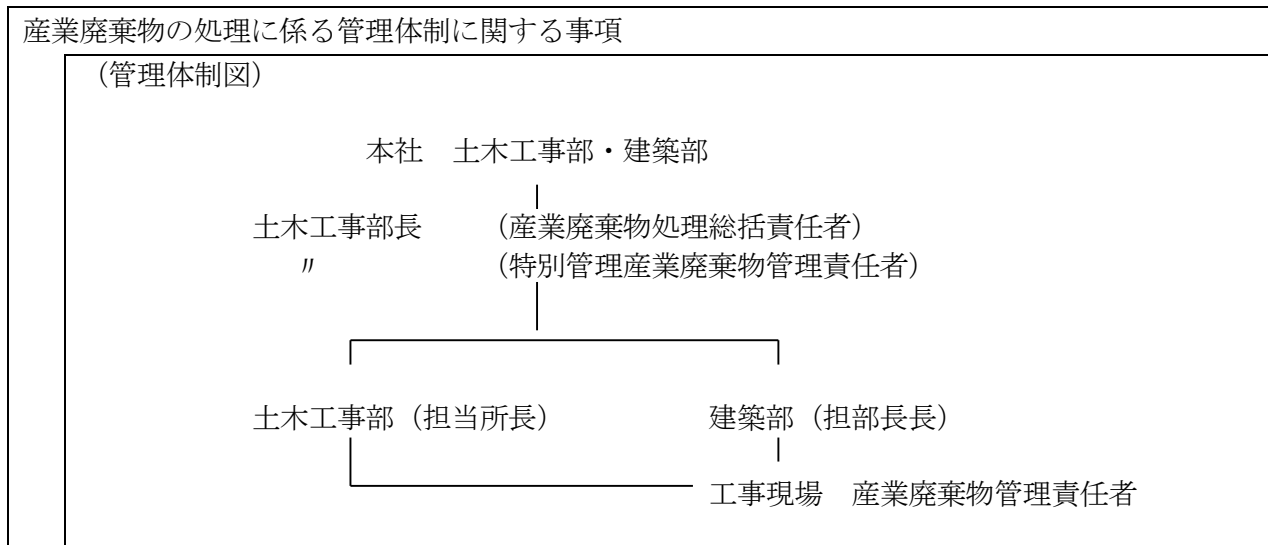 産業廃棄物の処理に係る管理体制に関する事項
（管理体制図）
本社　土木工事部・建築部
土木工事部長　　（産業廃棄物処理総括責任者）
〃　　（特別管理産業廃棄物管理責任者）
土木工事部（担当所長）　　建築部（担部長長）
工事現場　産業廃棄物管理責任者